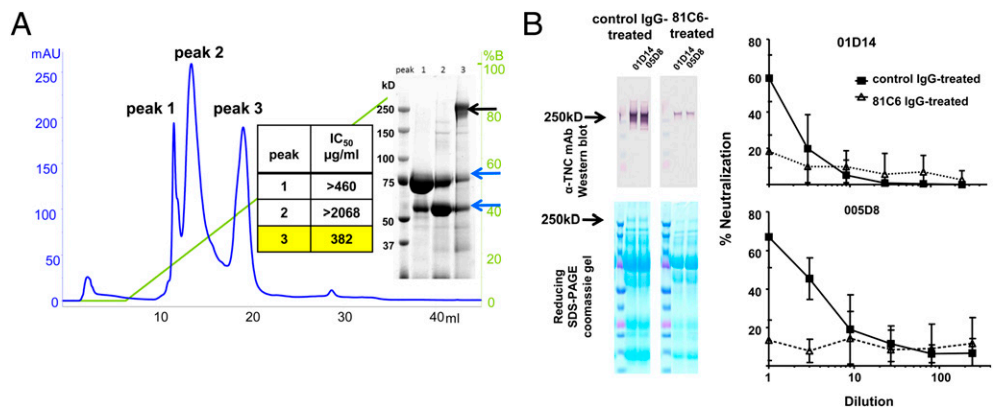 A
mAU
250
200
150
100
50
0
10
20
30
40 ml
%B
100
80
60
40
20
0
peak 1
peak 2
peak 3
peak
IC50
µg/ml
1
>460
2
>2068
3
382
peak 1 2 3
kD
250
150
100
75
50
37
B
control IgG-
treated
81C6-
treated
01D14
05D8
01D14
05D8
250kD
α-TNC mAb
Western blot
250kD
Reducing
SDS-PAGE
coomassie gel
% Neutralization
80
60
40
20
01D14
control IgG-treated
81C6 IgG-treated
80
60
40
20
005D8
1
10
100
Dilution